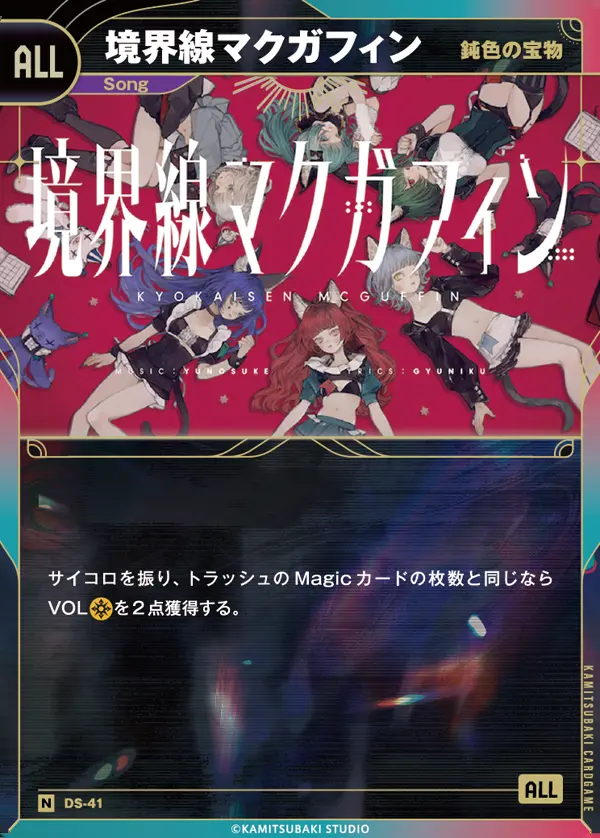 ALL
境界線マクガフィン
鈍色の宝物
Song
境界線マクガフィン
KYOKAISEN MCGUFFIN
MUSIC : YUNOSUKE
LYRICS : GYUNIKU
サイコロを振り、トラッシュのMagicカードの枚数と同じなら
VOLを2点獲得する。
KAMITSUBAKI CARDGAME
ALL
N DS-41
©KAMITSUBAKI STUDIO